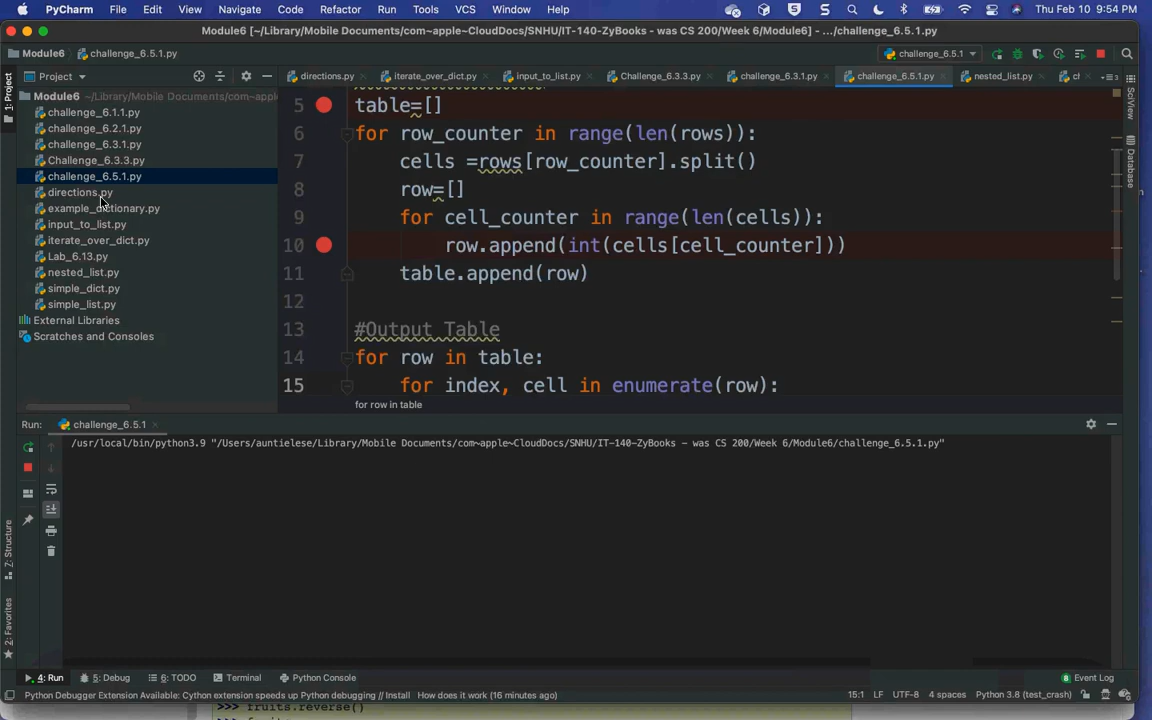 PyCharm File Edit View Navigate Code Refactor Run Tools VCS Window Help Thu Feb 10 9:54 PM
Module6 [~/Library/Mobile Documents/com~apple~CloudDocs/SNHU/IT-140-ZyBooks - was CS 200/Week 6/Module6] - .../challenge_6.5.1.py
Module6 challenge_6.5.1.py challenge_6.5.1
Project directions.py iterate_over_dict.py input_to_list.py Challenge_6.3.3.py challenge_6.3.1.py challenge_6.5.1.py nested_list.py
1: Project
Module6 ~/Library/Mobile Documents/com~appl
challenge_6.1.1.py
challenge_6.2.1.py
challenge_6.3.1.py
Challenge_6.3.3.py
challenge_6.5.1.py
directions.py
example_dictionary.py
input_to_list.py
iterate_over_dict.py
Lab_6.13.py
nested_list.py
simple_dict.py
simple_list.py
External Libraries
Scratches and Consoles
5 table=[]
6 for row_counter in range(len(rows)):
7 cells =rows[row_counter].split()
8 row=[]
9 for cell_counter in range(len(cells)):
10 row.append(int(cells[cell_counter]))
11 table.append(row)
12
13 #Output Table
14 for row in table:
15 for index, cell in enumerate(row):
for row in table
SciView
Database
Run: challenge_6.5.1
/usr/local/bin/python3.9 "/Users/auntielese/Library/Mobile Documents/com~apple~CloudDocs/SNHU/IT-140-ZyBooks - was CS 200/Week 6/Module6/challenge_6.5.1.py"
7: Structure
2: Favorites
4: Run 5: Debug 6: TODO Terminal Python Console 8 Event Log
Python Debugger Extension Available: Cython extension speeds up Python debugging // Install How does it work (16 minutes ago) 15:1 LF UTF-8 4 spaces Python 3.8 (test_crash)
>>> fruits.reverse()